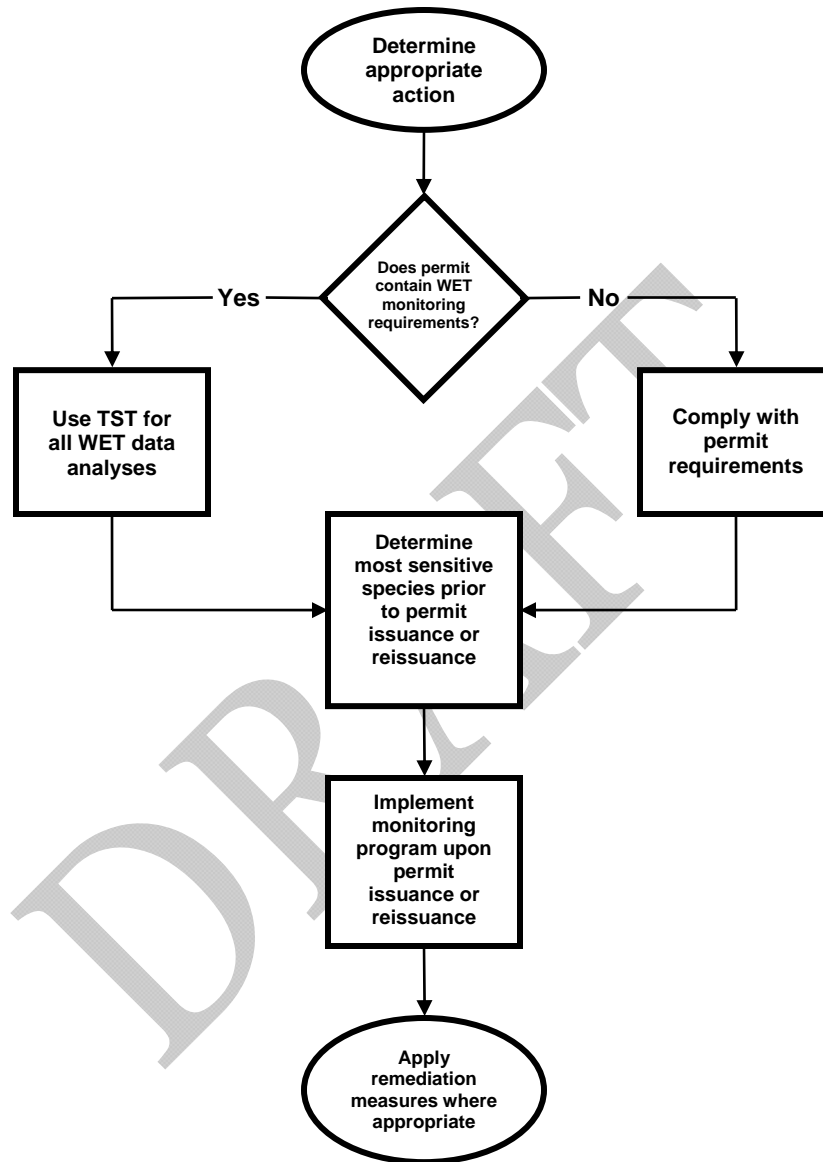 Determine
appropriate
action
Does permit
contain WET
monitoring
requirements?
Yes
No
Use TST for
all WET data
analyses
Comply with
permit
requirements
Determine
most sensitive
species prior
to permit
issuance or
reissuance
Implement
monitoring
program upon
permit
issuance or
reissuance
Apply
remediation
measures where
appropriate
DRAFT